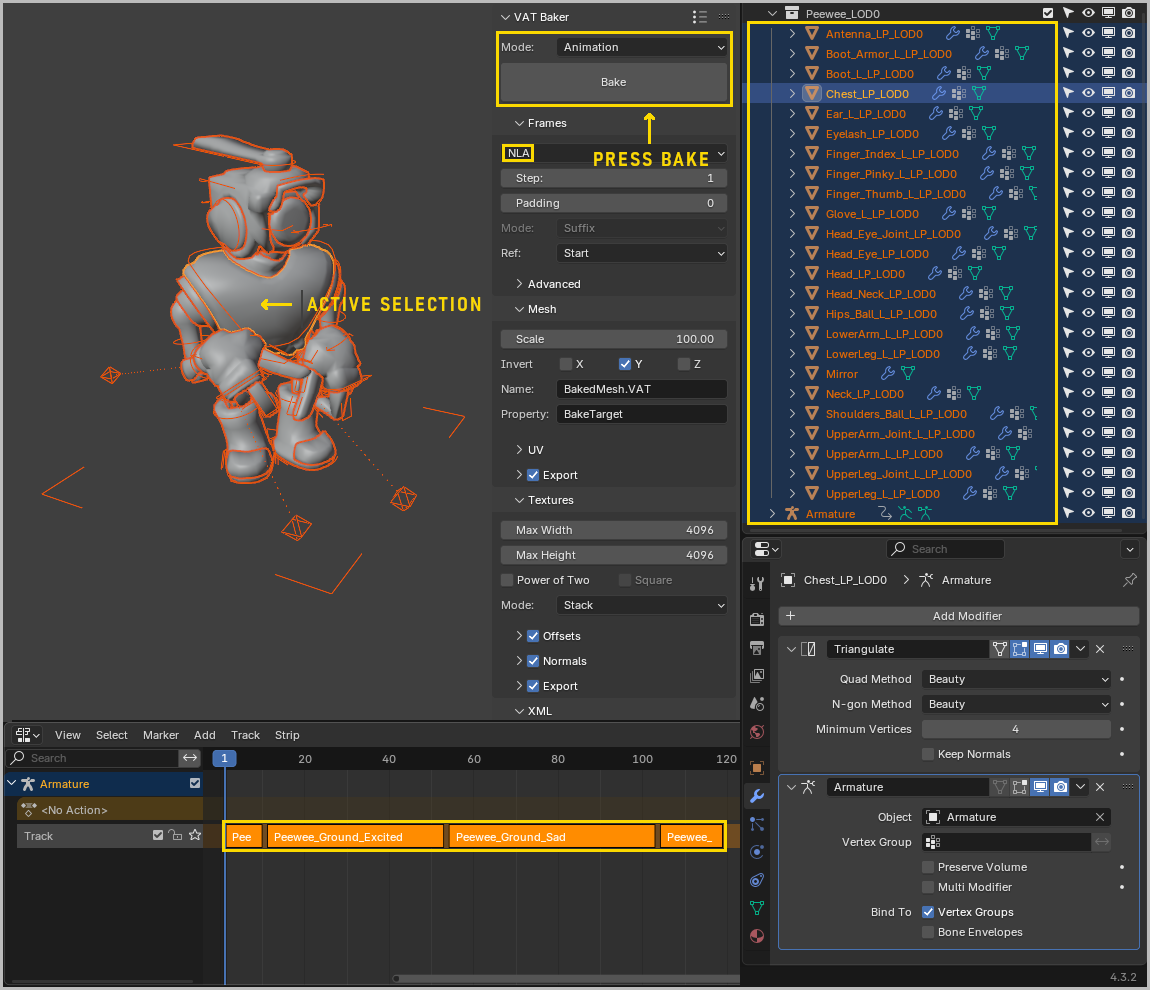 VAT Baker
Mode: Animation
Bake
Frames
NLA
PRESS BAKE
Step: 1
Padding 0
Mode: Suffix
Ref: Start
Advanced
ACTIVE SELECTION
Mesh
Scale 100.00
Invert X Y Z
Name: BakedMesh.VAT
Property: BakeTarget
UV
Export
Textures
Max Width 4096
Max Height 4096
Power of Two Square
Mode: Stack
Offsets
Normals
Export
XML
Peewee_LOD0
Antenna_LP_LOD0
Boot_Armor_L_LP_LOD0
Boot_L_LP_LOD0
Chest_LP_LOD0
Ear_L_LP_LOD0
Eyelash_LP_LOD0
Finger_Index_L_LP_LOD0
Finger_Pinky_L_LP_LOD0
Finger_Thumb_L_LP_LOD0
Glove_L_LP_LOD0
Head_Eye_Joint_L_LP_LOD0
Head_Eye_LP_LOD0
Head_LP_LOD0
Head_Neck_LP_LOD0
Hips_Ball_L_LP_LOD0
LowerArm_L_LP_LOD0
LowerLeg_L_LP_LOD0
Mirror
Neck_LP_LOD0
Shoulders_Ball_L_LP_LOD0
UpperArm_Joint_L_LP_LOD0
UpperArm_L_LP_LOD0
UpperLeg_Joint_L_LP_LOD0
UpperLeg_L_LP_LOD0
Armature
Search
Chest_LP_LOD0 Armature
Add Modifier
Triangulate
Quad Method Beauty
N-gon Method Beauty
Minimum Vertices 4
Keep Normals
Armature
Object Armature
Vertex Group
Preserve Volume
Multi Modifier
Bind To Vertex Groups
Bone Envelopes
4.3.2
View Select Marker Add Track Strip
Search 1 20 40 60 80 100 120
Armature
<No Action>
Track Pee Peewee_Ground_Excited Peewee_Ground_Sad Peewee_